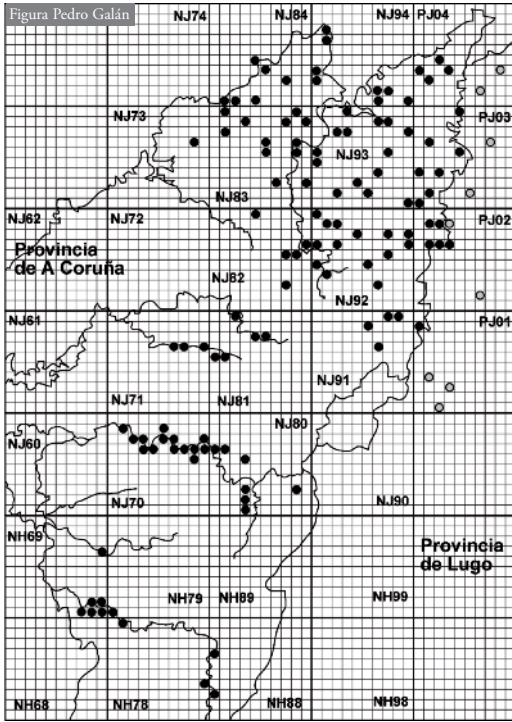 Figura Pedro Galán
NJ74
NJ84
NJ94
PJ04
NJ73
PJ03
NJ93
NJ83
NJ62
NJ72
PJ02
Provincia
de A Coruña
NJ82
NJ92
NJ61
PJ01
NJ91
NJ71
NJ81
NJ80
NJ60
NJ70
NJ90
NH69
Provincia
de Lugo
NH79
NH89
NH99
NH68
NH78
NH88
NH98